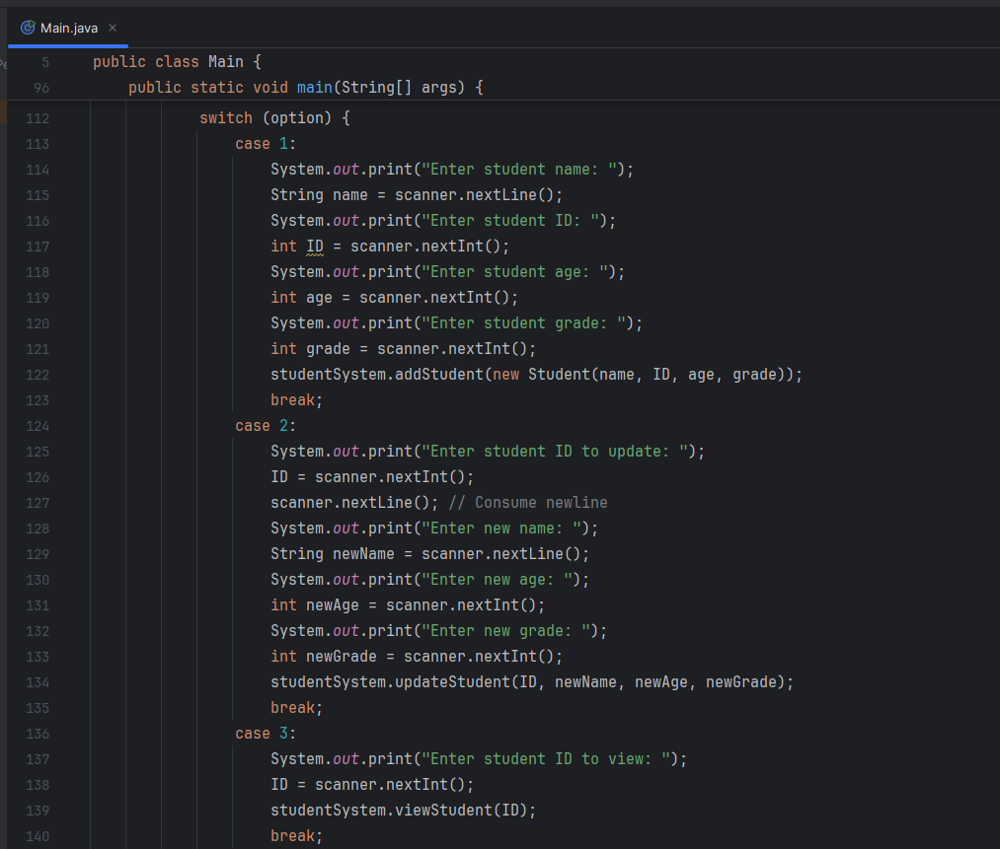 Main.java
5 public class Main {
96 public static void main(String[] args) {
112 switch (option) {
113 case 1:
114 System.out.print("Enter student name: ");
115 String name = scanner.nextLine();
116 System.out.print("Enter student ID: ");
117 int ID = scanner.nextInt();
118 System.out.print("Enter student age: ");
119 int age = scanner.nextInt();
120 System.out.print("Enter student grade: ");
121 int grade = scanner.nextInt();
122 studentSystem.addStudent(new Student(name, ID, age, grade));
123 break;
124 case 2:
125 System.out.print("Enter student ID to update: ");
126 ID = scanner.nextInt();
127 scanner.nextLine(); // Consume newline
128 System.out.print("Enter new name: ");
129 String newName = scanner.nextLine();
130 System.out.print("Enter new age: ");
131 int newAge = scanner.nextInt();
132 System.out.print("Enter new grade: ");
133 int newGrade = scanner.nextInt();
134 studentSystem.updateStudent(ID, newName, newAge, newGrade);
135 break;
136 case 3:
137 System.out.print("Enter student ID to view: ");
138 ID = scanner.nextInt();
139 studentSystem.viewStudent(ID);
140 break;